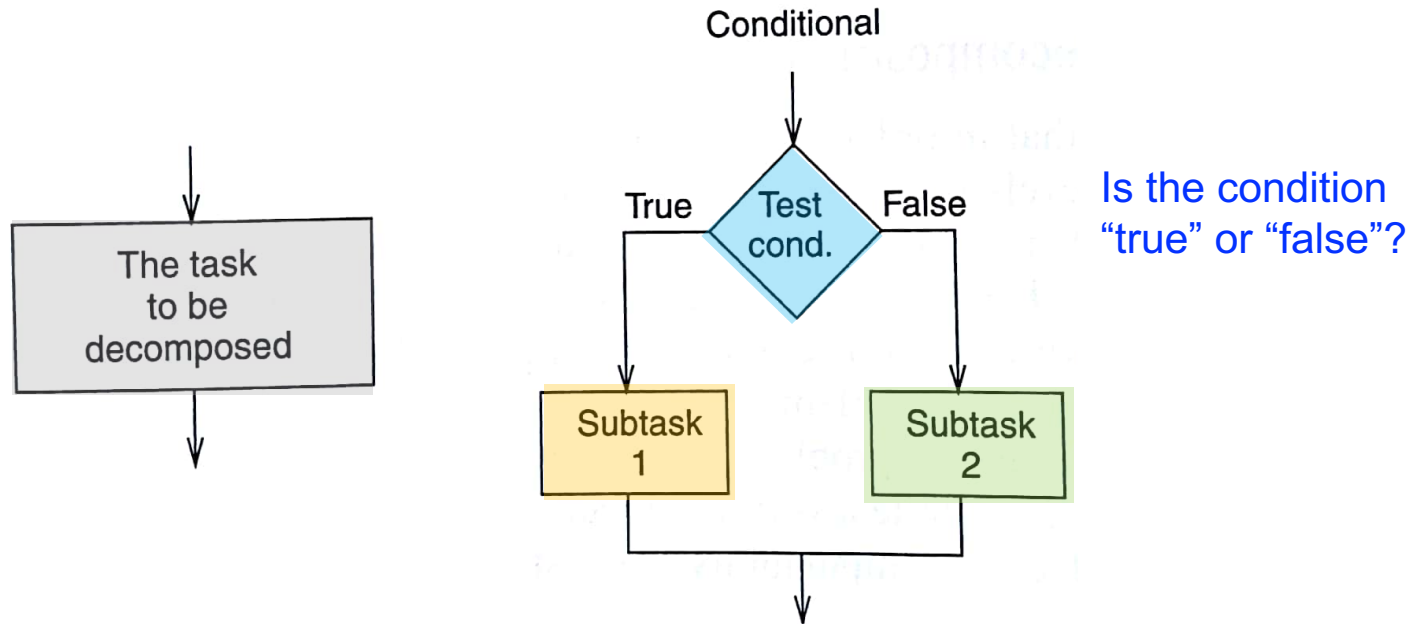 Conditional
The task
to be
decomposed
True
Test
cond.
False
Is the condition
“true” or “false”?
Subtask
1
Subtask
2